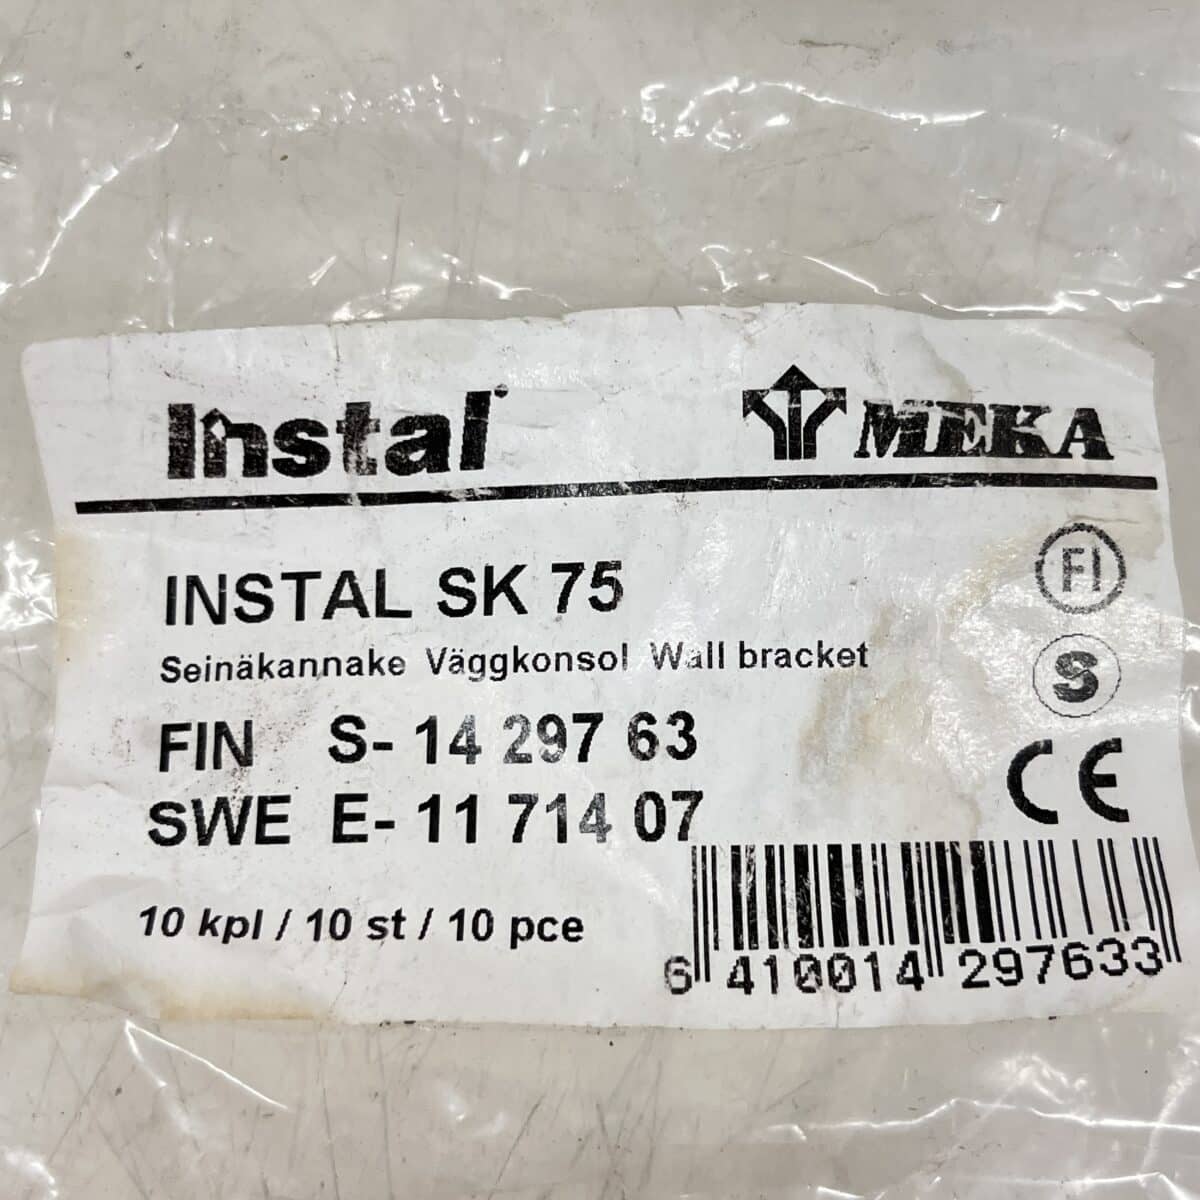 Instal MEKA
INSTAL SK 75 FI
Seinäkannake Väggkonsol Wall bracket S
FIN S- 14 297 63
SWE E- 11 714 07 CE
10 kpl / 10 st / 10 pce
6 410014 297633